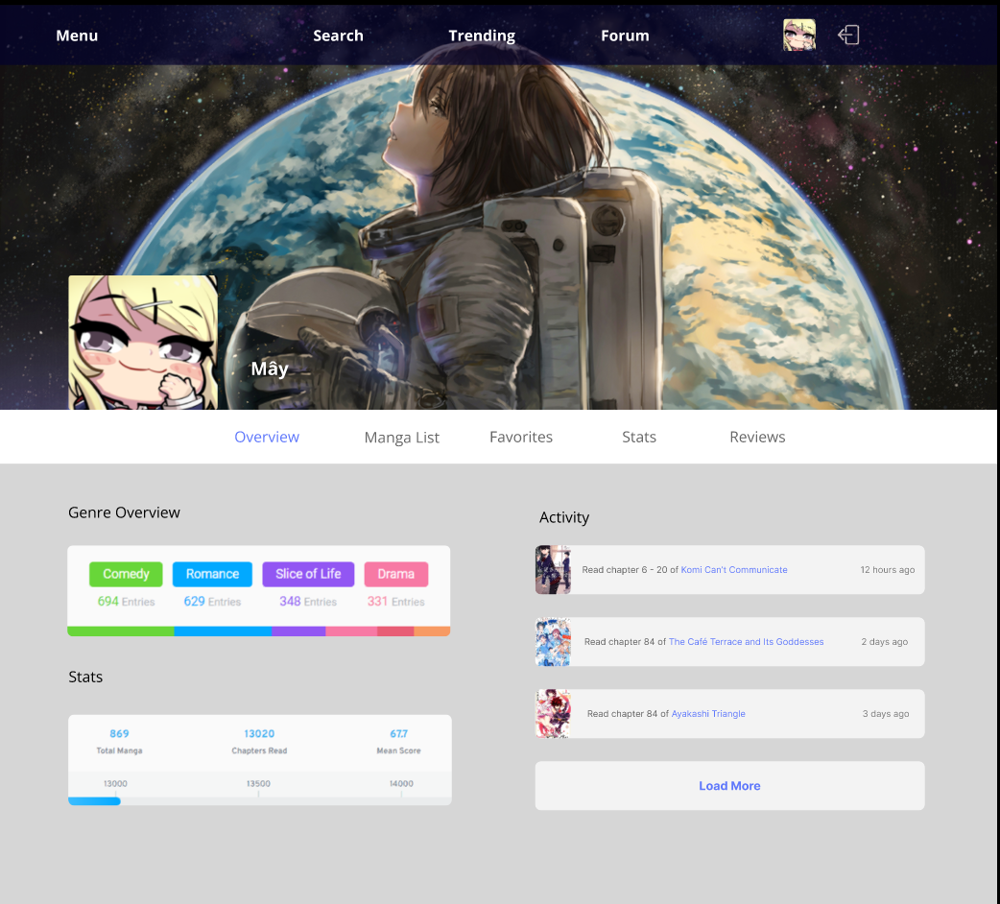 Menu Search Trending Forum
Mây
Overview Manga List Favorites Stats Reviews
Genre Overview
Comedy Romance Slice of Life Drama
694 Entries 629 Entries 348 Entries 331 Entries
Stats
869 13020 67.7
Total Manga Chapters Read Mean Score
13000 13500 14000
Activity
Read chapter 6 - 20 of Komi Can't Communicate 12 hours ago
Read chapter 84 of The Café Terrace and Its Goddesses 2 days ago
Read chapter 84 of Ayakashi Triangle 3 days ago
Load More